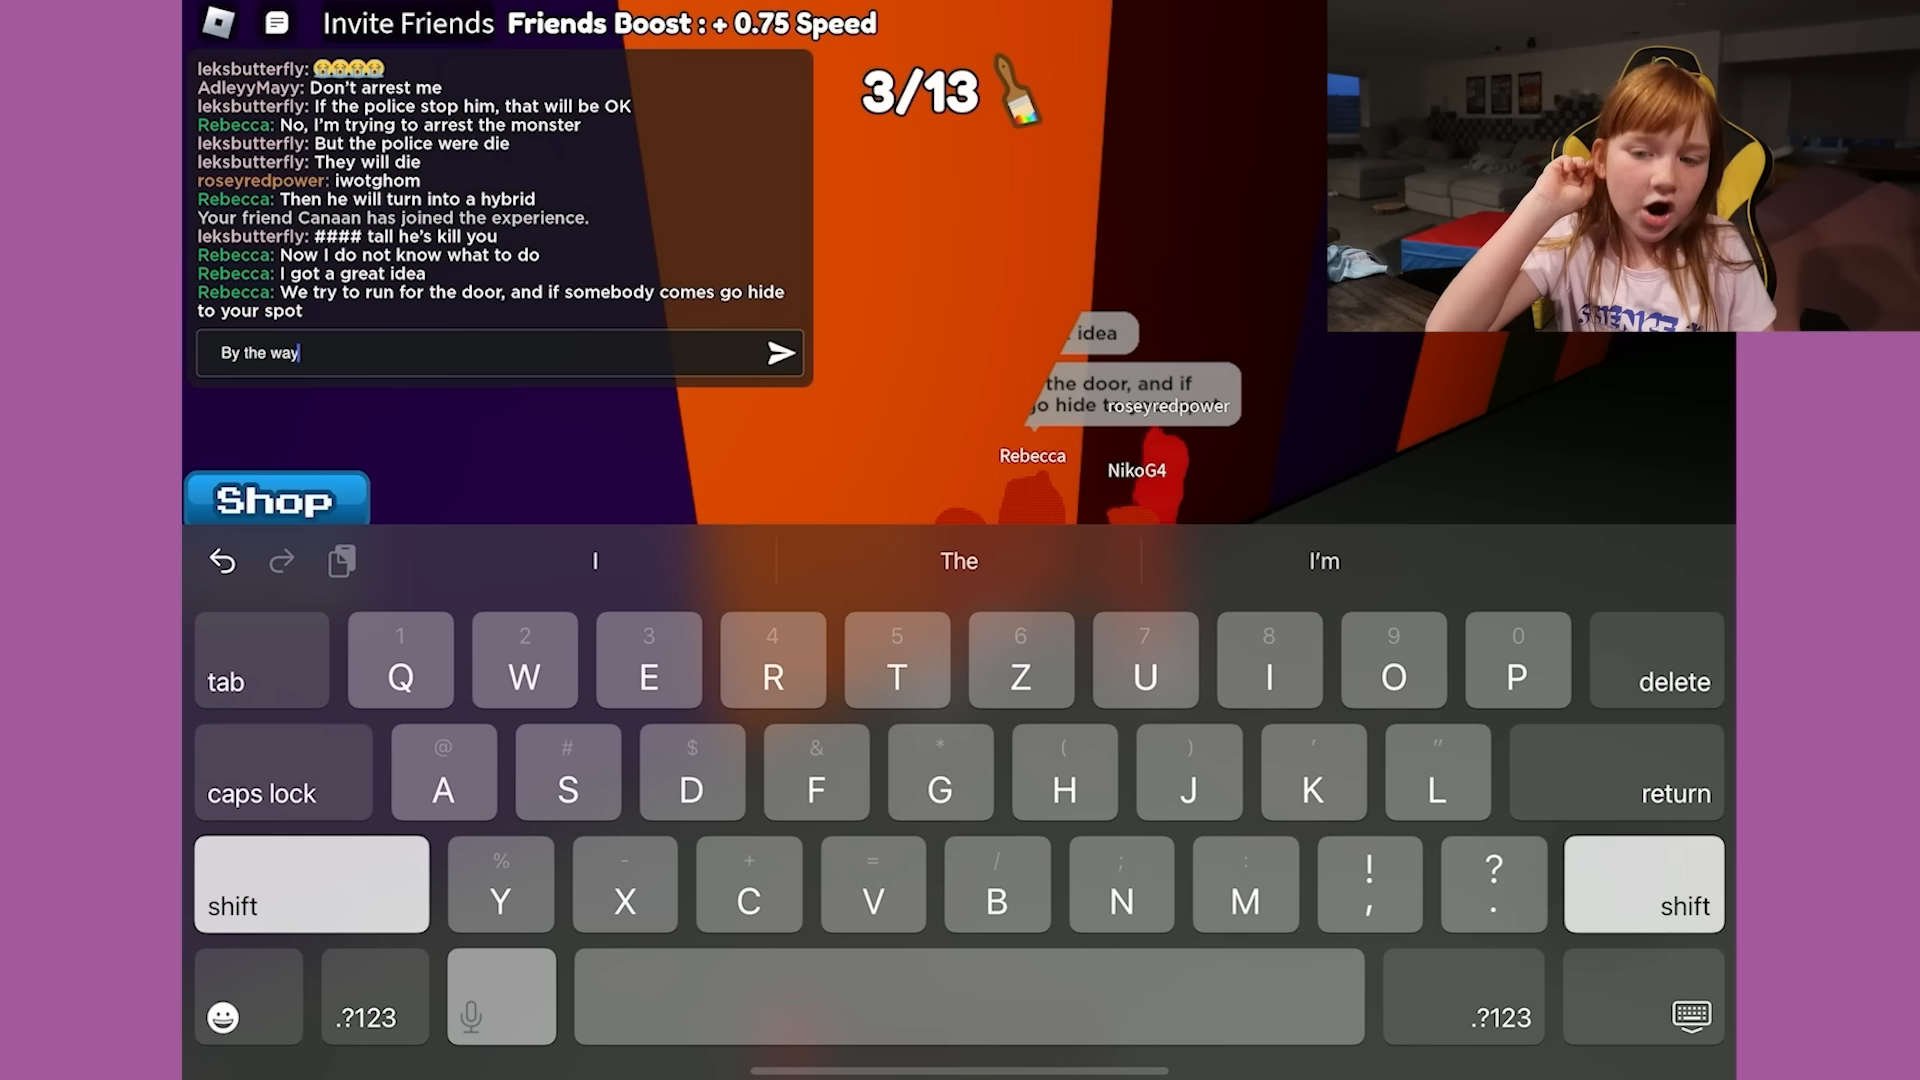 Invite Friends Friends Boost : + 0.75 Speed
leksbutterfly: 😭😭😭😭
AdleyyMayy: Don't arrest me
leksbutterfly: If the police stop him, that will be OK
Rebecca: No, I'm trying to arrest the monster
leksbutterfly: But the police were die
leksbutterfly: They will die
roseyredpower: iwotghom
Rebecca: Then he will turn into a hybrid
Your friend Canaan has joined the experience.
leksbutterfly: #### tall he's kill you
Rebecca: Now I do not know what to do
Rebecca: I got a great idea
Rebecca: We try to run for the door, and if somebody comes go hide
to your spot
By the way
3/13
idea
the door, and if
go hide
roseyredpower
Rebecca
NikoG4
Shop
I The I'm
1 2 3 4 5 6 7 8 9 0
tab Q W E R T Z U I O P delete
@ # $ & * ( ) ' "
caps lock A S D F G H J K L return
% - + = / ; : ! ?
shift Y X C V B N M , . shift
.?123 .?123